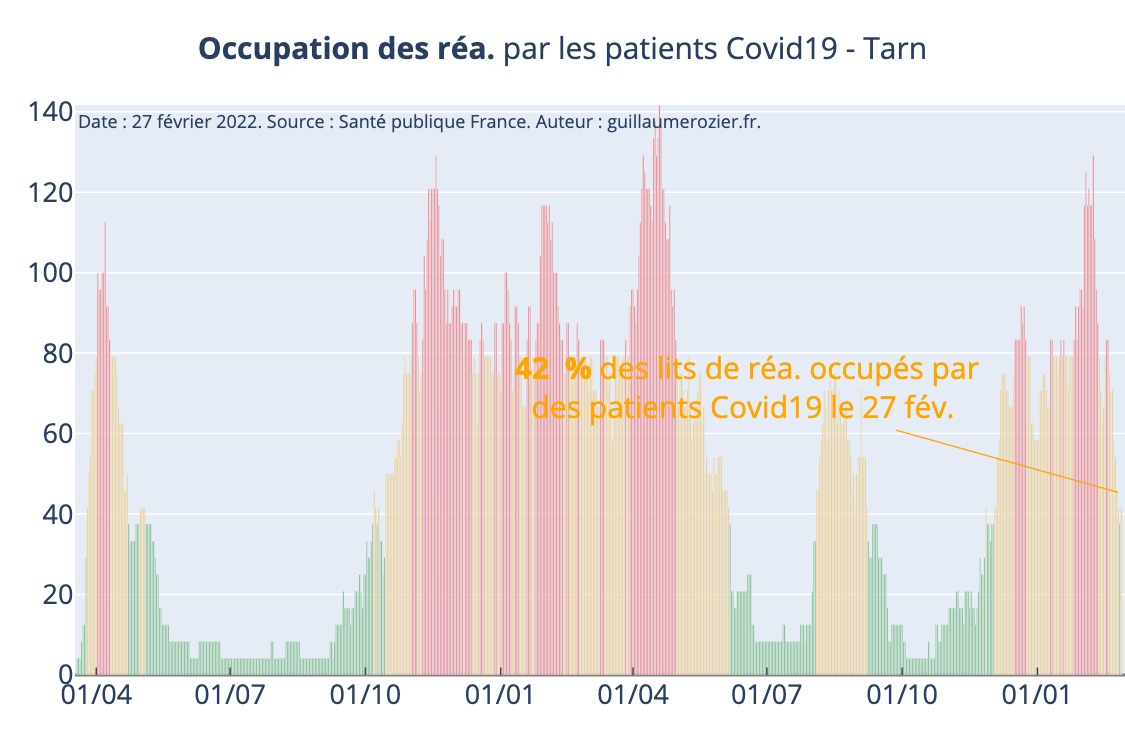 Occupation des réa. par les patients Covid19 - Tarn
140
Date : 27 février 2022. Source : Santé publique France. Auteur : guillaumerozier.fr.
120
100
80
42 % des lits de réa. occupés par
des patients Covid19 le 27 fév.
60
40
20
0
01/04 01/07 01/10 01/01 01/04 01/07 01/10 01/01